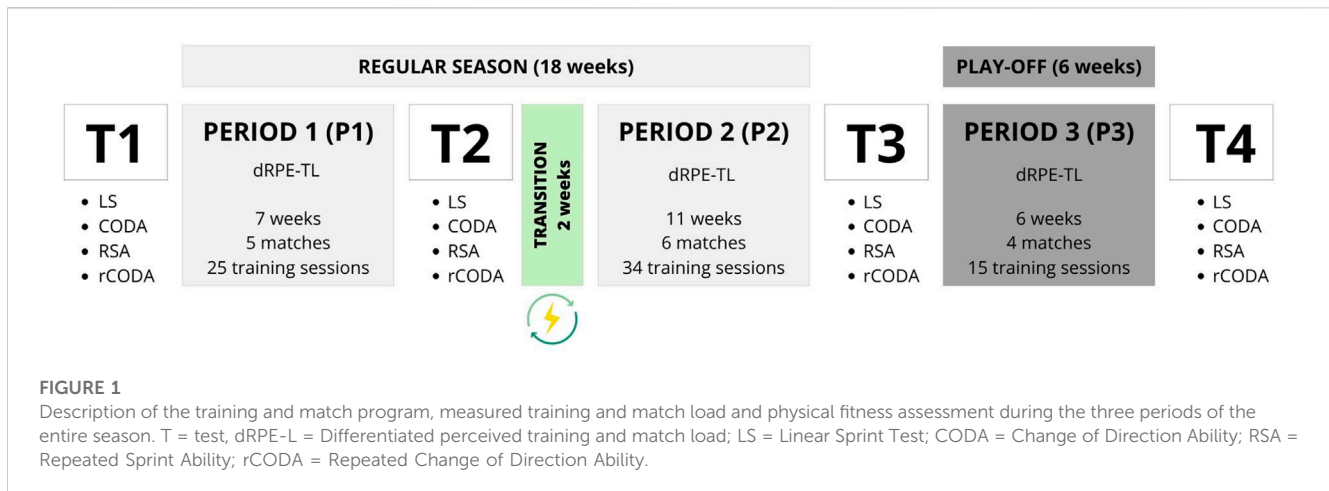 REGULAR SEASON (18 weeks)
PLAY-OFF (6 weeks)
T1
• LS
• CODA
• RSA
• rCODA
PERIOD 1 (P1)
dRPE-TL
7 weeks
5 matches
25 training sessions
T2
• LS
• CODA
• RSA
• rCODA
TRANSITION
2 weeks
PERIOD 2 (P2)
dRPE-TL
11 weeks
6 matches
34 training sessions
T3
• LS
• CODA
• RSA
• rCODA
PERIOD 3 (P3)
dRPE-TL
6 weeks
4 matches
15 training sessions
T4
• LS
• CODA
• RSA
• rCODA
FIGURE 1
Description of the training and match program, measured training and match load and physical fitness assessment during the three periods of the
entire season. T = test, dRPE-L = Differentiated perceived training and match load; LS = Linear Sprint Test; CODA = Change of Direction Ability; RSA =
Repeated Sprint Ability; rCODA = Repeated Change of Direction Ability.